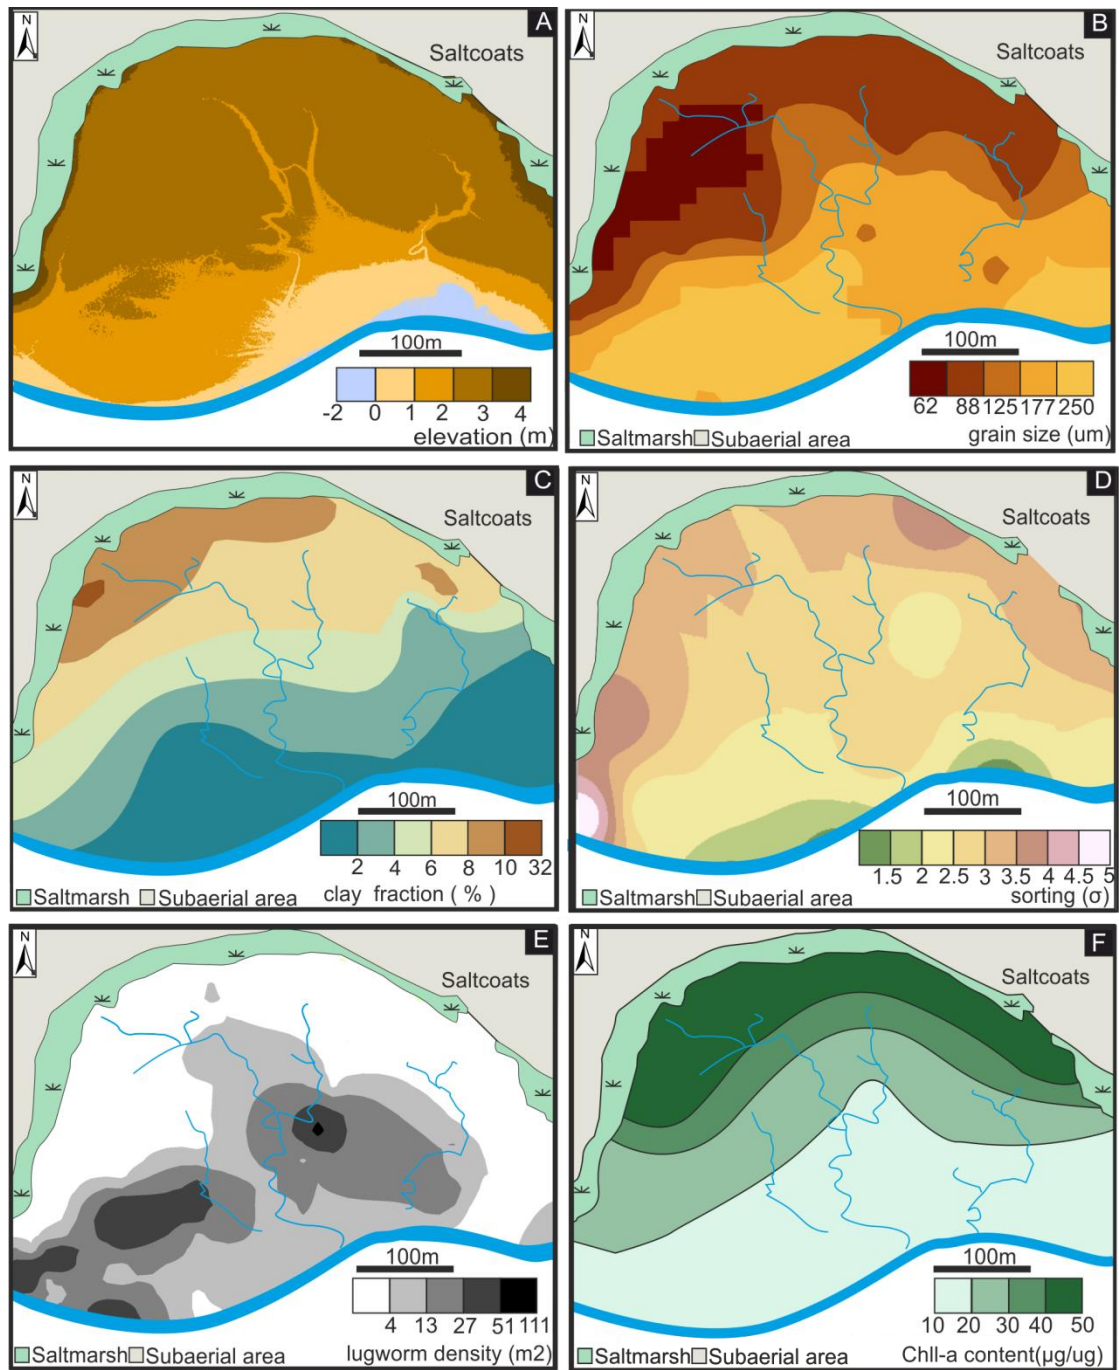 N
A
Saltcoats
100m
-2 0 1 2 3 4
elevation (m)
N
B
Saltcoats
100m
62 88 125 177 250
Saltmarsh Subaerial area grain size (um)
N
C
Saltcoats
100m
2 4 6 8 10 32
Saltmarsh Subaerial area clay fraction ( %)
N
D
Saltcoats
100m
1.5 2 2.5 3 3.5 4 4.5 5
Saltmarsh Subaerial area sorting (σ)
N
E
Saltcoats
100m
4 13 27 51 111
Saltmarsh Subaerial area lugworm density (m2)
N
F
Saltcoats
100m
10 20 30 40 50
Saltmarsh Subaerial area Chll-a content(µg/ug)